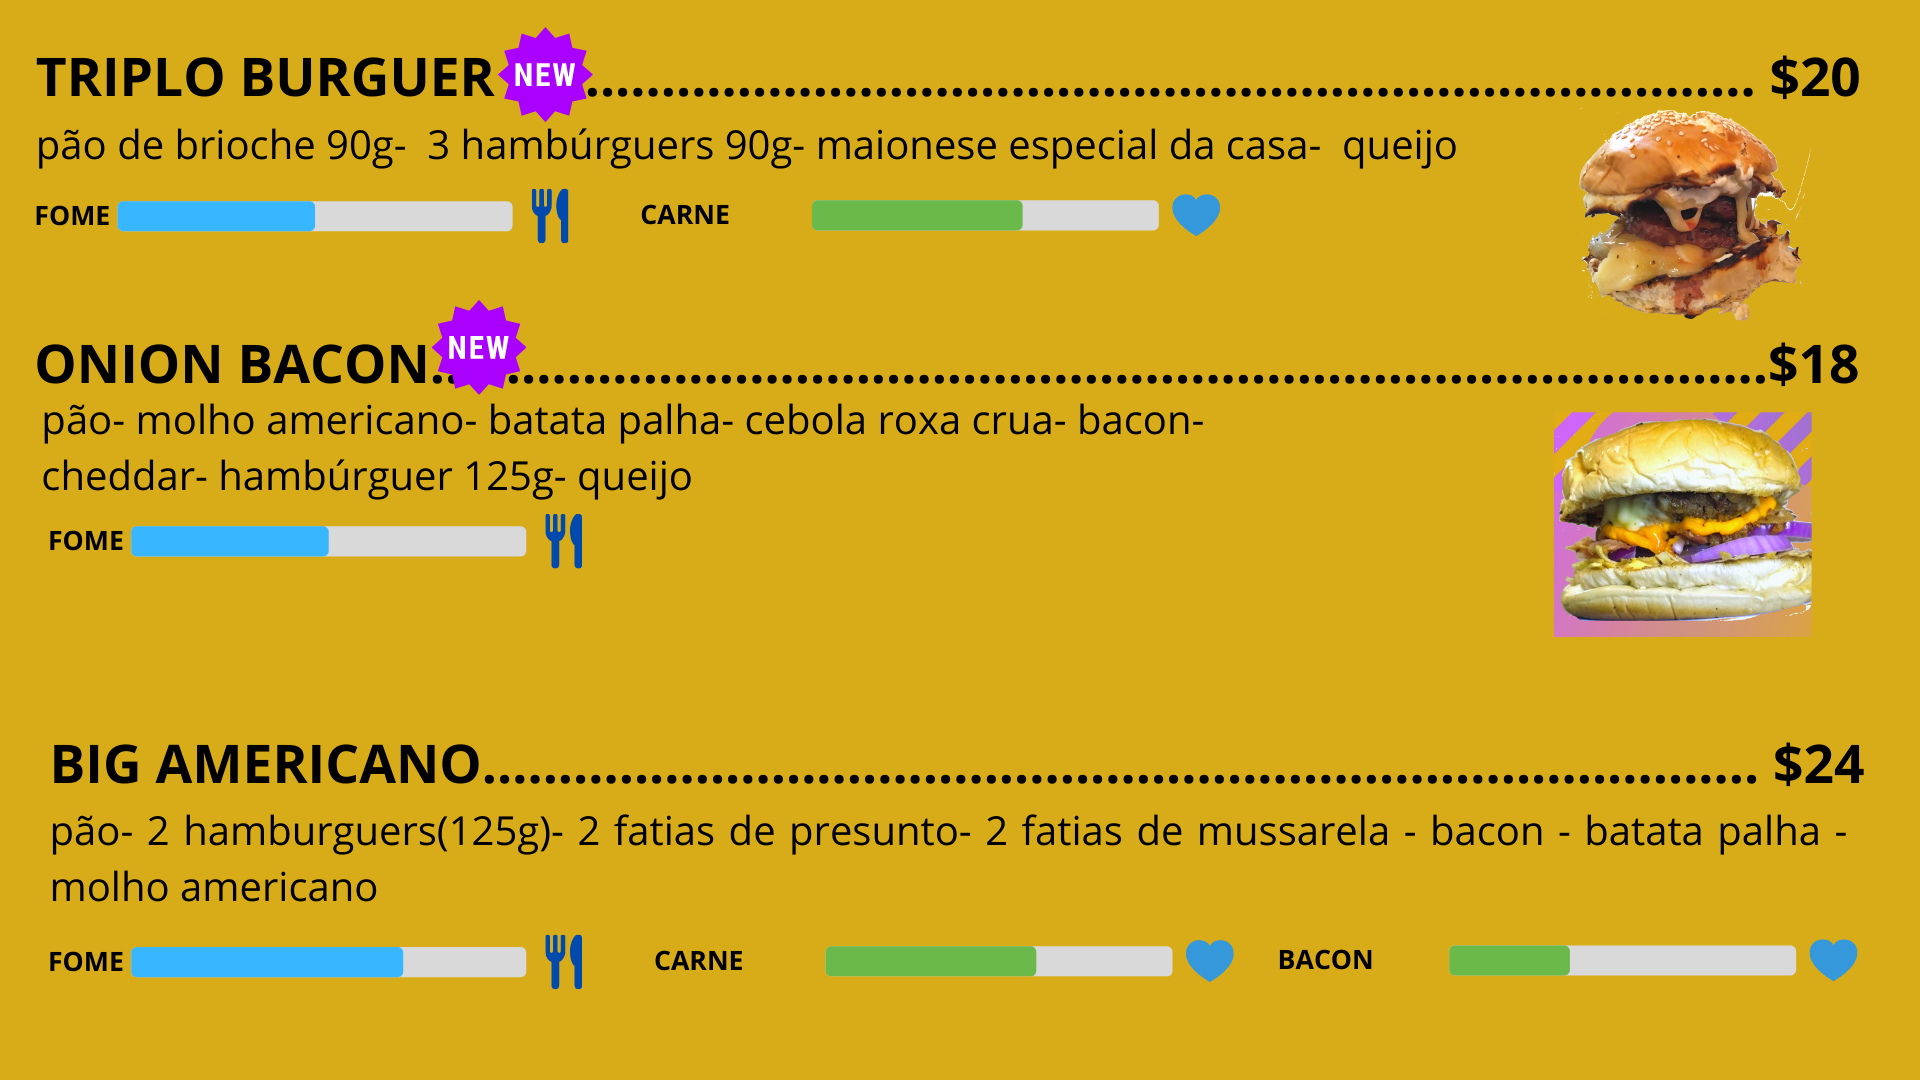 TRIPLO BURGUER NEW............................................................................. $20
pão de brioche 90g-  3 hambúrguers 90g- maionese especial da casa-  queijo
FOME CARNE
ONION BACON. NEW...................................................................................$18
pão- molho americano- batata palha- cebola roxa crua- bacon-
cheddar- hambúrguer 125g- queijo
FOME
BIG AMERICANO.................................................................................... $24
pão- 2 hamburguers(125g)- 2 fatias de presunto- 2 fatias de mussarela - bacon - batata palha -
molho americano
FOME CARNE BACON